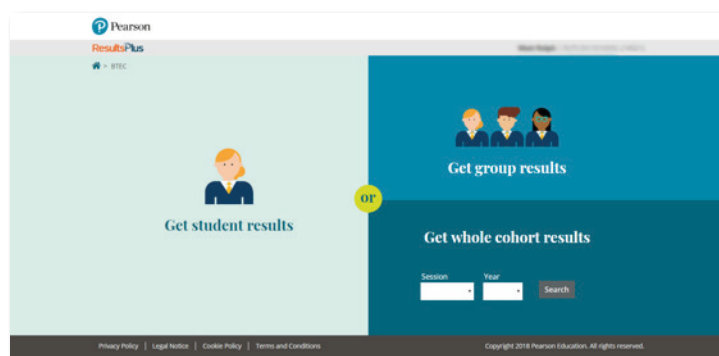 Pearson
ResultsPlus
> BTEC
Get student results
or
Get group results
Get whole cohort results
Session Year
Search
Privacy Policy | Legal Notice | Cookie Policy | Terms and Conditions
Copyright 2018 Pearson Education. All rights reserved.